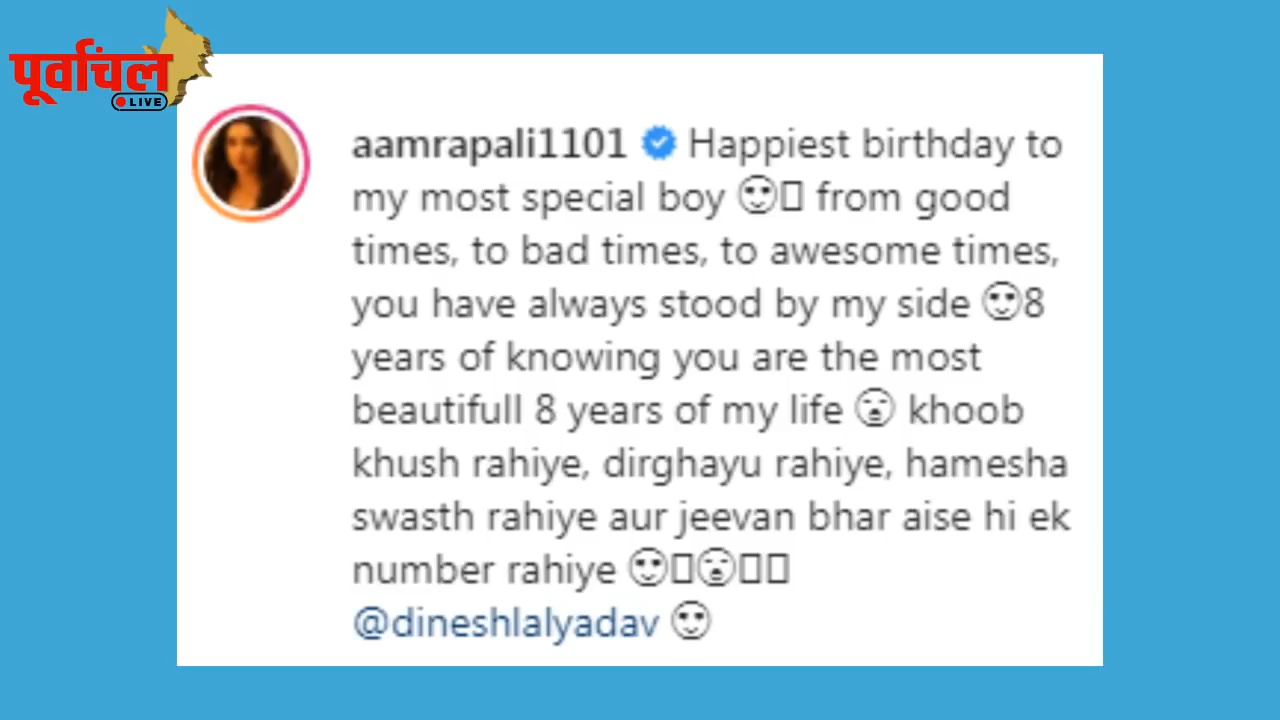 पूर्वांचल
LIVE
aamrapali1101 Happiest birthday to
my most special boy from good
times, to bad times, to awesome times,
you have always stood by my side 8
years of knowing you are the most
beautifull 8 years of my life khoob
khush rahiye, dirghayu rahiye, hamesha
swasth rahiye aur jeevan bhar aise hi ek
number rahiye
@dineshlalyadav